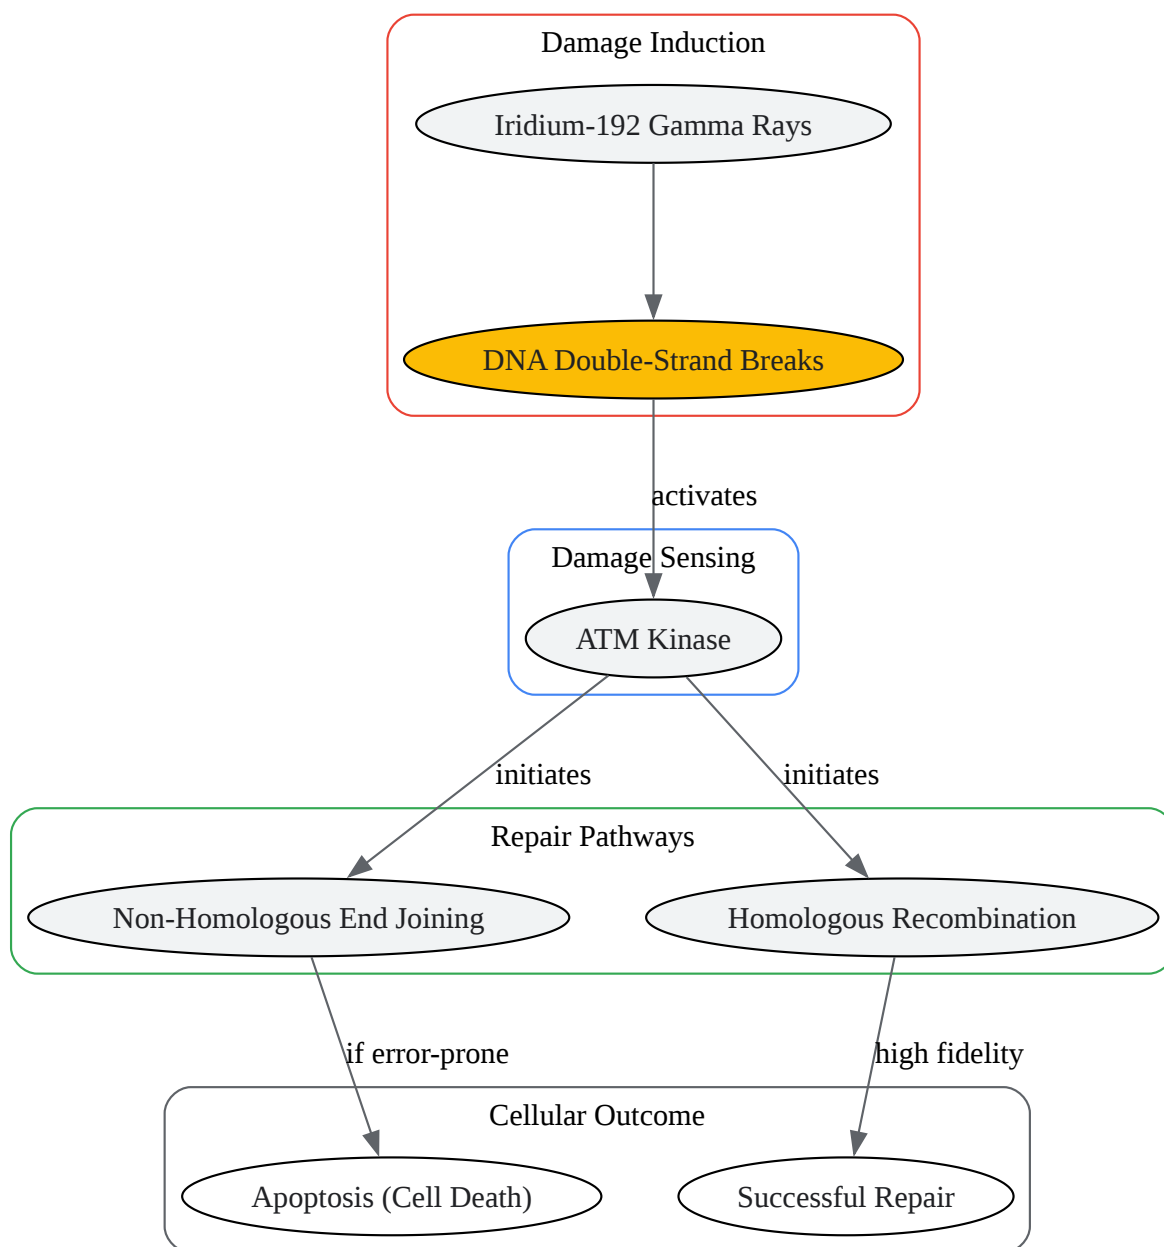 Damage Induction
Iridium-192 Gamma Rays
DNA Double-Strand Breaks
activates
Damage Sensing
ATM Kinase
initiates
initiates
Repair Pathways
Non-Homologous End Joining
Homologous Recombination
if error-prone
high fidelity
Cellular Outcome
Apoptosis (Cell Death)
Successful Repair